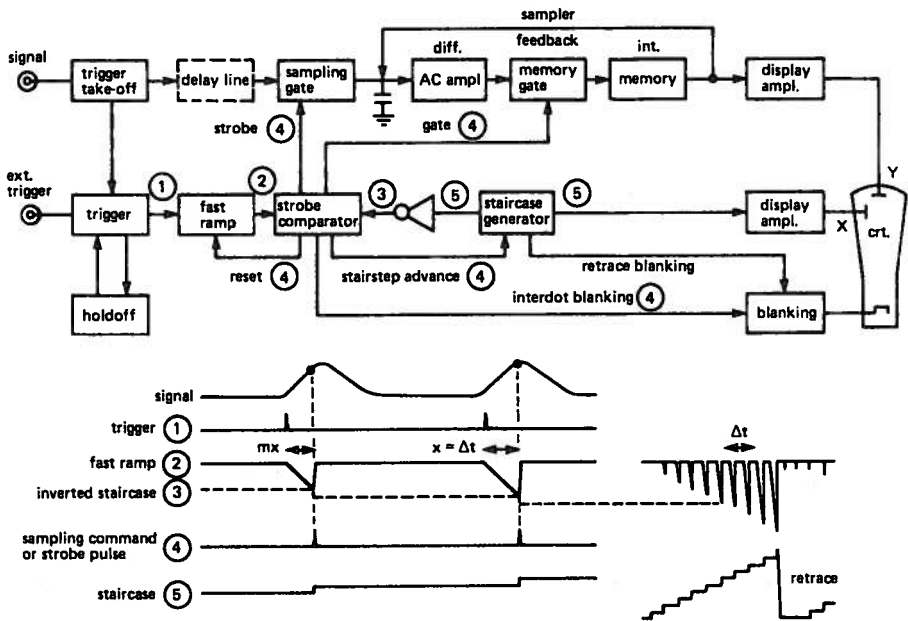 sampler
signal
trigger
take-off
delay line
sampling
gate
diff.
AC ampl
feedback
memory
gate
int.
memory
display
ampl.
strobe 4
gate 4
ext.
trigger
trigger
1
fast
ramp
2
strobe
comparator
3
5
staircase
generator
5
display
ampl.
Y
X
crt.
reset 4
stairstep advance 4
retrace blanking
interdot blanking 4
holdoff
blanking
signal
trigger 1
mx
x = Δt
Δt
fast ramp 2
inverted staircase 3
sampling command
or strobe pulse 4
staircase 5
retrace